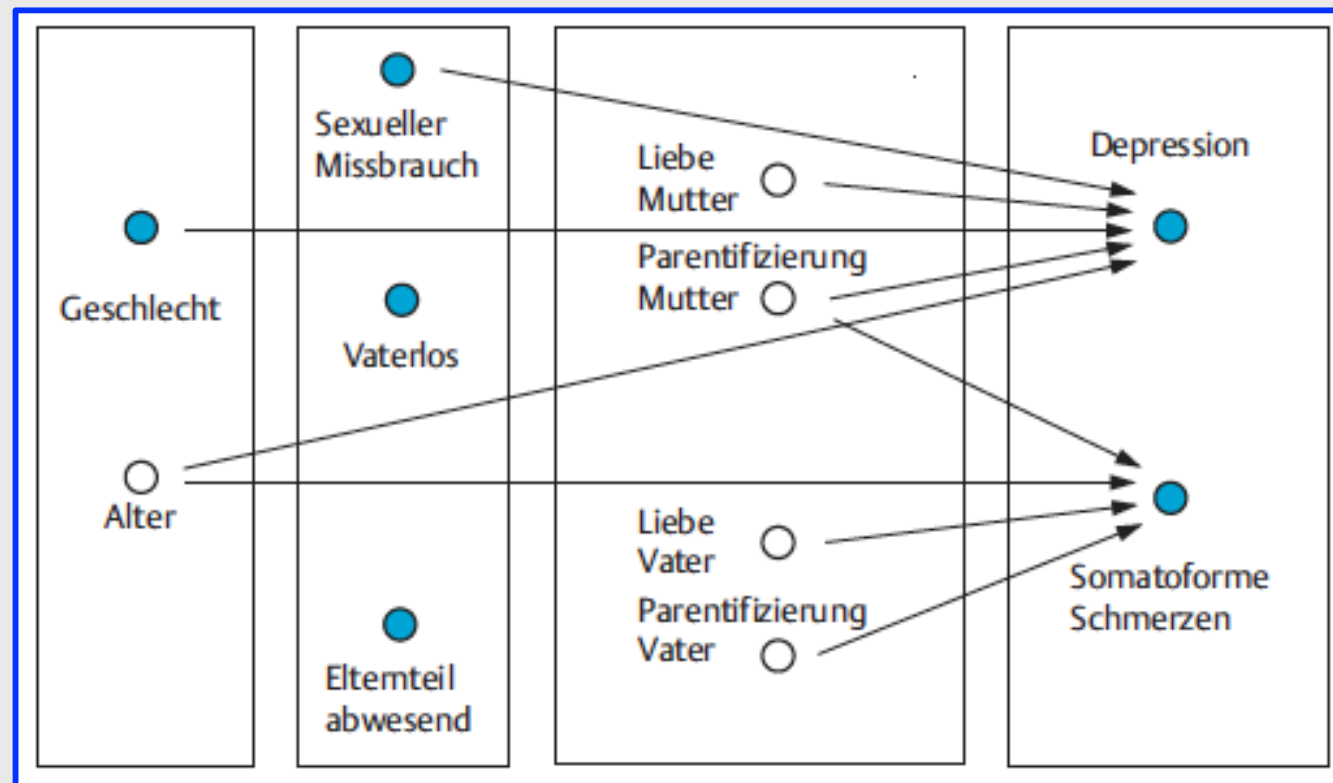 Sexueller
Missbrauch
Geschlecht
Vaterlos
Alter
Elternteil
abwesend
Liebe
Mutter
Parentifizierung
Mutter
Liebe
Vater
Parentifizierung
Vater
Depression
Somatoforme
Schmerzen